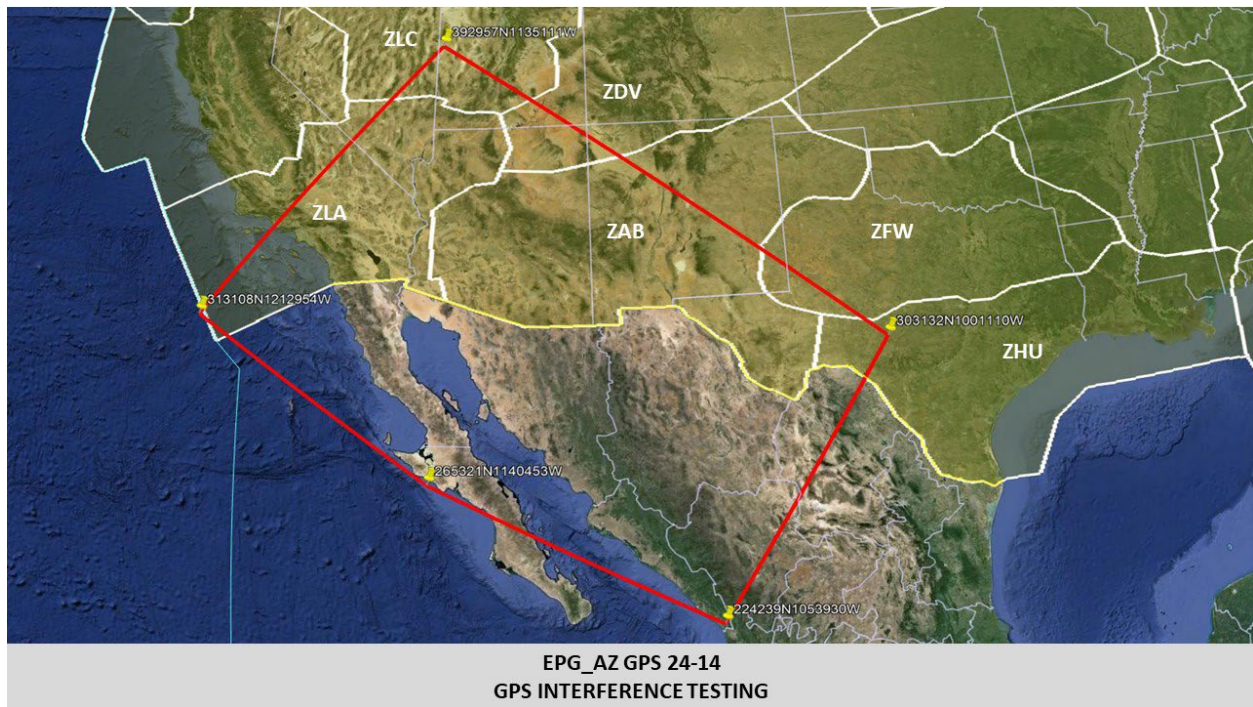 ZLC
392957N1135111W
ZDV
ZLA
ZAB
ZFW
313108N1212954W
303132N1001110W
ZHU
265321N1140453W
224239N1053930W
EPG_AZ GPS 24-14
GPS INTERFERENCE TESTING